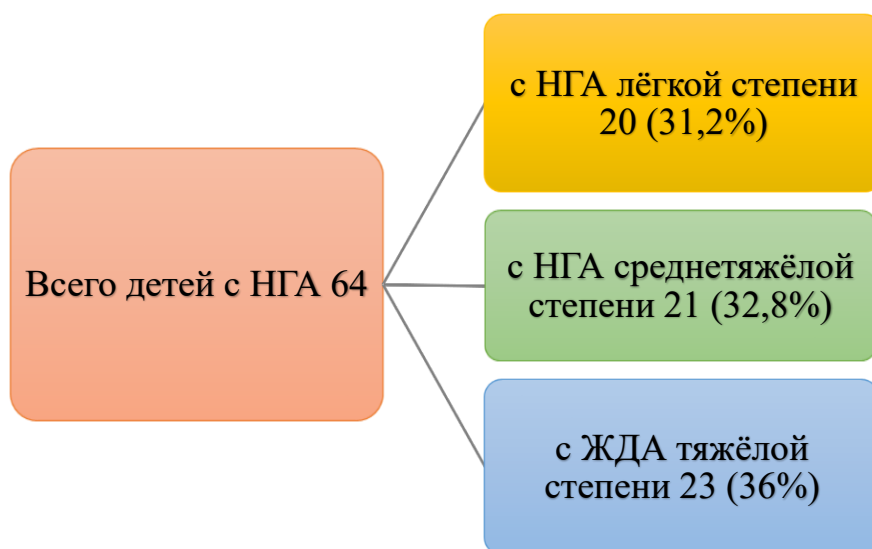 с НГА лёгкой степени
20 (31,2%)
Всего детей с НГА 64
с НГА среднетяжёлой
степени 21 (32,8%)
с ЖДА тяжёлой
степени 23 (36%)